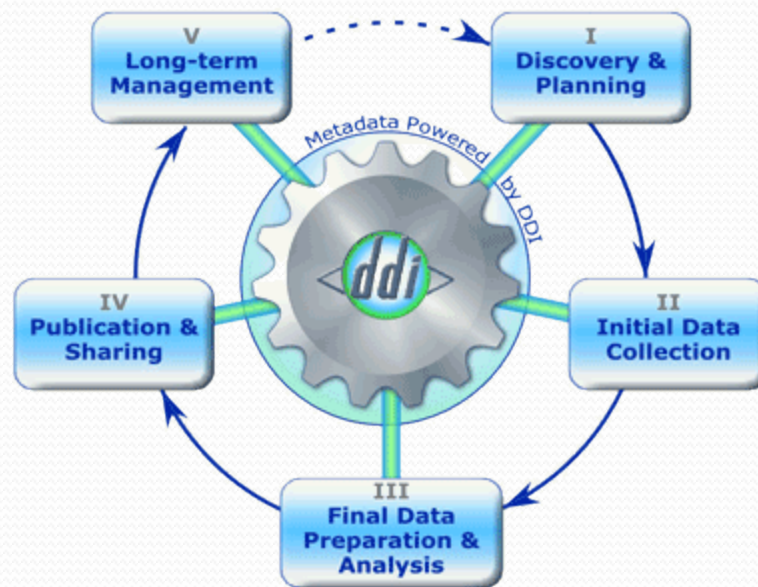 V
Long-term
Management
I
Discovery &
Planning
Metadata Powered by DDI
ddi
IV
Publication &
Sharing
II
Initial Data
Collection
III
Final Data
Preparation &
Analysis